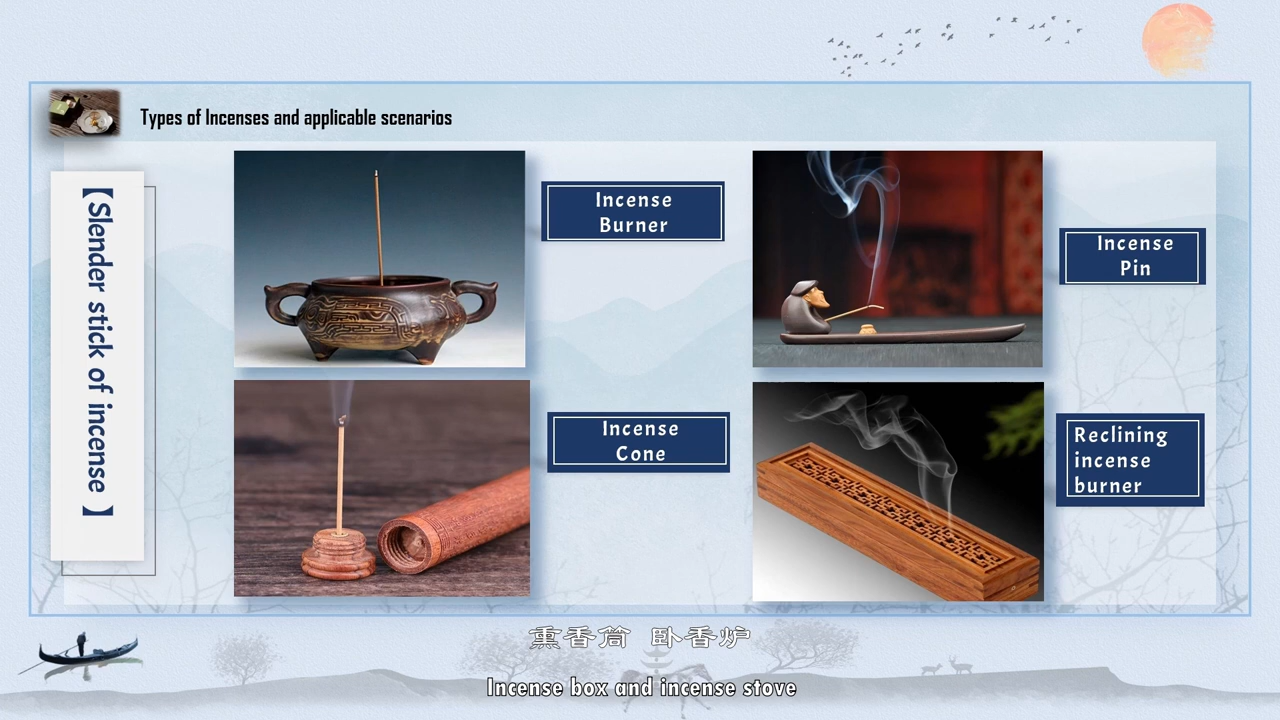 Types of Incenses and applicable scenarios
【Slender stick of incense】
Incense
Burner
Incense
Pin
Incense
Cone
Reclining
incense
burner
熏香筒 卧香炉
Incense box and incense stove